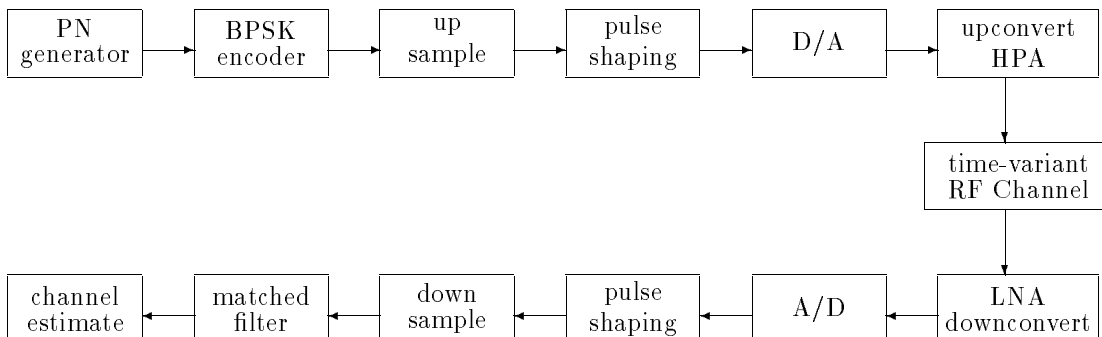 PN
generator
BPSK
encoder
up
sample
pulse
shaping
D/A
upconvert
HPA
time-variant
RF Channel
channel
estimate
matched
filter
down
sample
pulse
shaping
A/D
LNA
downconvert